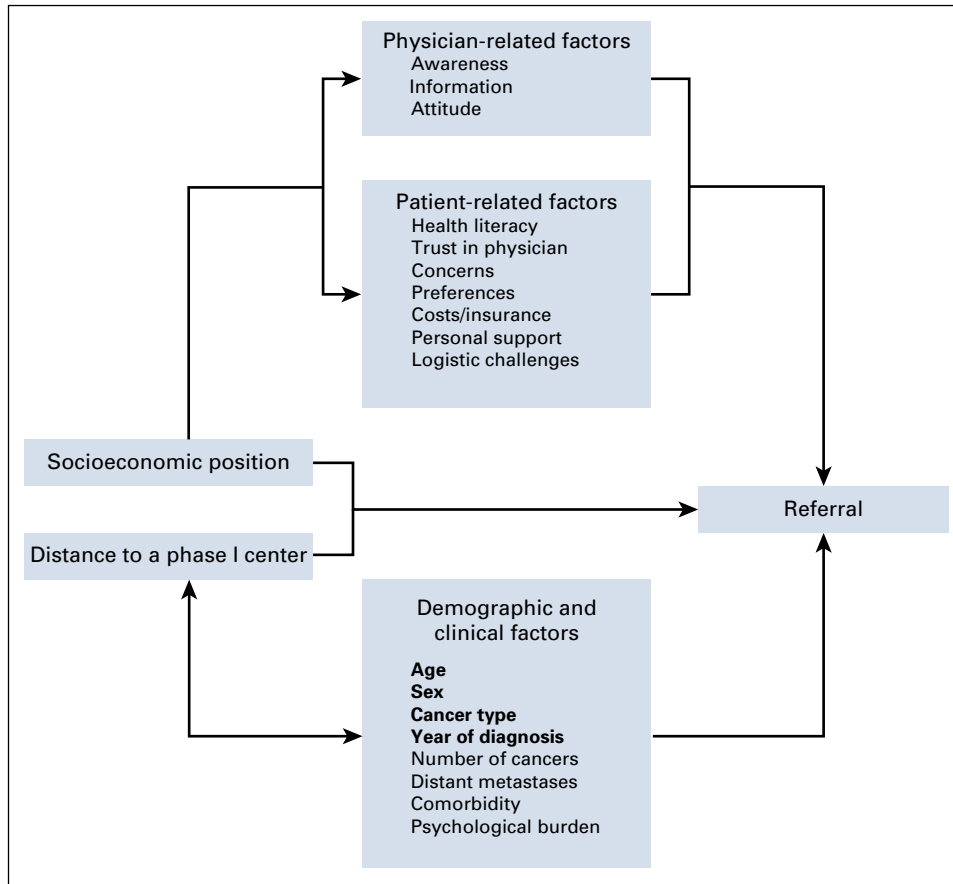 Physician-related factors
Awareness
Information
Attitude
Patient-related factors
Health literacy
Trust in physician
Concerns
Preferences
Costs/insurance
Personal support
Logistic challenges
Socioeconomic position
Distance to a phase I center
Referral
Demographic and
clinical factors
Age
Sex
Cancer type
Year of diagnosis
Number of cancers
Distant metastases
Comorbidity
Psychological burden